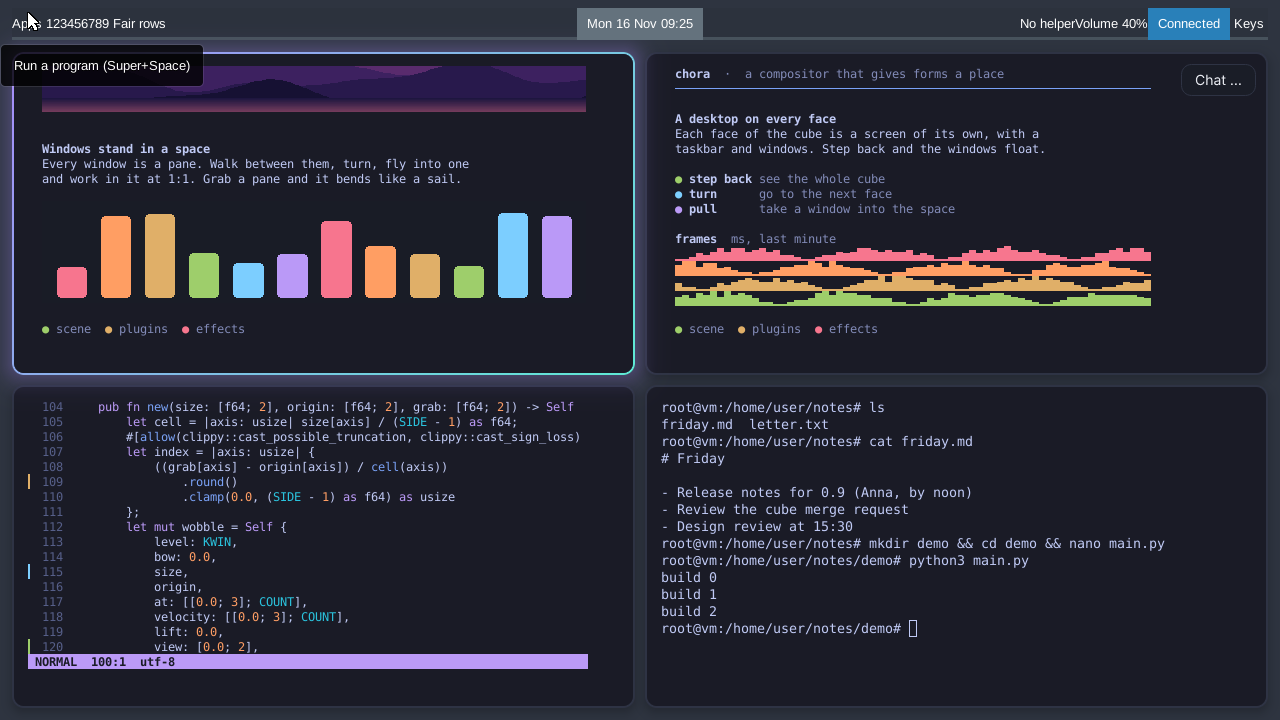 Apps 123456789 Fair rows
Mon 16 Nov 09:25
No helper Volume 40% Connected Keys
Run a program (Super+Space)
Windows stand in a space
Every window is a pane. Walk between them, turn, fly into one
and work in it at 1:1. Grab a pane and it bends like a sail.
● scene ● plugins ● effects
chora · a compositor that gives forms a place
Chat ...
A desktop on every face
Each face of the cube is a screen of its own, with a
taskbar and windows. Step back and the windows float.
● step back see the whole cube
● turn go to the next face
● pull take a window into the space
frames ms, last minute
● scene ● plugins ● effects
104 pub fn new(size: [f64; 2], origin: [f64; 2], grab: [f64; 2]) -> Self
105 let cell = |axis: usize| size[axis] / (SIDE - 1) as f64;
106 #[allow(clippy::cast_possible_truncation, clippy::cast_sign_loss)
107 let index = |axis: usize| {
108 ((grab[axis] - origin[axis]) / cell(axis))
109 .round()
110 .clamp(0.0, (SIDE - 1) as f64) as usize
111 };
112 let mut wobble = Self {
113 level: KWIN,
114 bow: 0.0,
115 size,
116 origin,
117 at: [[0.0; 3]; COUNT],
118 velocity: [[0.0; 3]; COUNT],
119 lift: 0.0,
120 view: [0.0; 2],
NORMAL 100:1 utf-8
root@vm:/home/user/notes# ls
friday.md letter.txt
root@vm:/home/user/notes# cat friday.md
# Friday
- Release notes for 0.9 (Anna, by noon)
- Review the cube merge request
- Design review at 15:30
root@vm:/home/user/notes# mkdir demo && cd demo && nano main.py
root@vm:/home/user/notes/demo# python3 main.py
build 0
build 1
build 2
root@vm:/home/user/notes/demo#